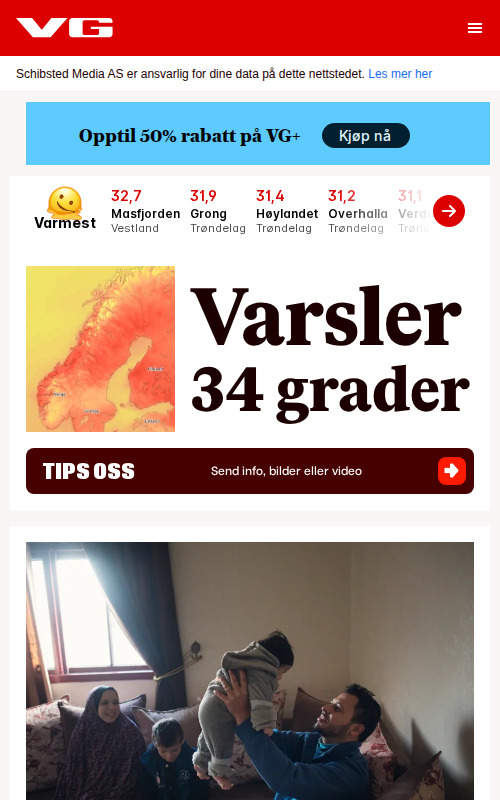 VG
Schibsted Media AS er ansvarlig for dine data på dette nettstedet. Les mer her
Opptil 50% rabatt på VG+
Kjøp nå
Varmest
32,7
Masfjorden
Vestland
31,9
Grong
Trøndelag
31,4
Høylandet
Trøndelag
31,2
Overhalla
Trøndelag
31,1
Verd
Trønd
Varsler
34 grader
TIPS OSS
Send info, bilder eller video